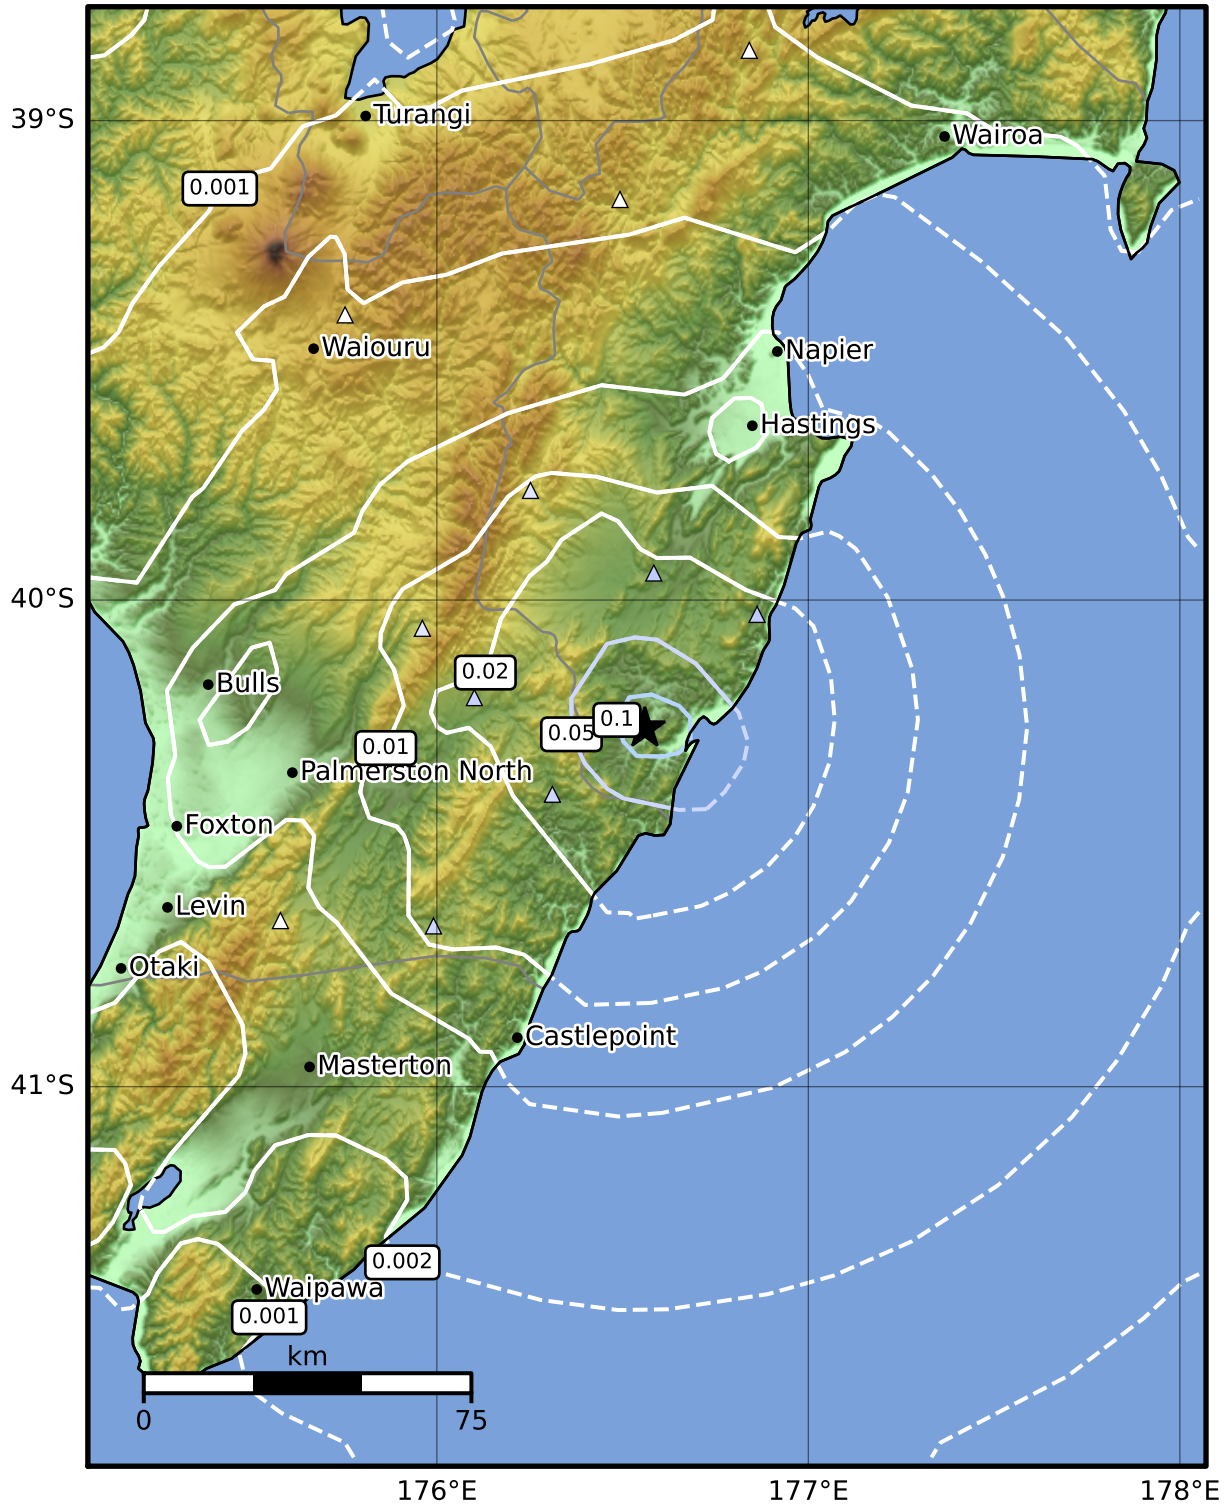 39°S
Turangi
Wairoa
0.001
Waiouru
Napier
Hastings
40°S
0.02
Bulls
0.1
0.05
0.01
Palmerston North
Foxton
Levin
Otaki
Castlepoint
Masterton
41°S
0.002
Waipawa
0.001
km
0
75
176°E
177°E
178°E